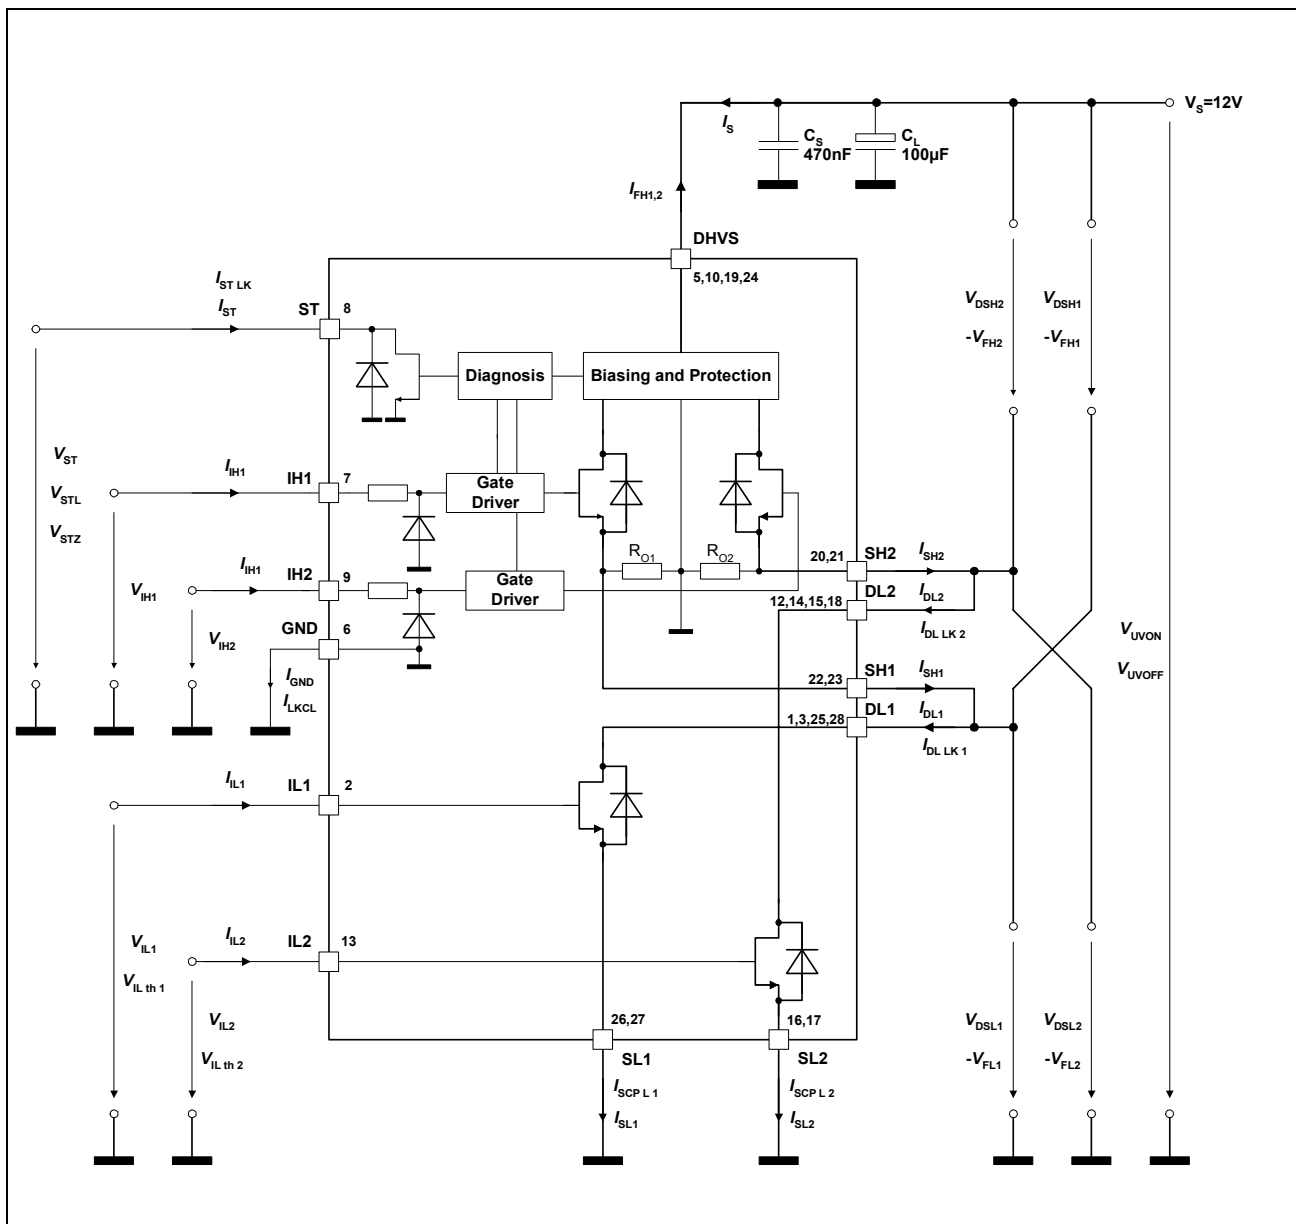 V_S=12V
I_S
C_S
470nF
C_L
100µF
I_FH1,2
DHVS
5,10,19,24
I_ST LK
I_ST
ST
8
V_DSH2
-V_FH2
V_DSH1
-V_FH1
Diagnosis
Biasing and Protection
V_ST
V_STL
V_STZ
I_IH1
IH1
7
Gate
Driver
R_O1
R_O2
20,21
SH2
I_SH2
V_IH1
I_IH1
IH2
9
Gate
Driver
DL2
I_DL2
12,14,15,18
I_DL LK 2
GND
6
V_IH2
V_UVON
V_UVOFF
I_GND
I_LKCL
SH1
I_SH1
22,23
DL1
I_DL1
1,3,25,28
I_DL LK 1
I_IL1
IL1
2
V_IL1
V_IL th 1
I_IL2
IL2
13
V_IL2
V_IL th 2
26,27
SL1
16,17
SL2
V_DSL1
-V_FL1
V_DSL2
-V_FL2
I_SCP L 1
I_SL1
I_SCP L 2
I_SL2